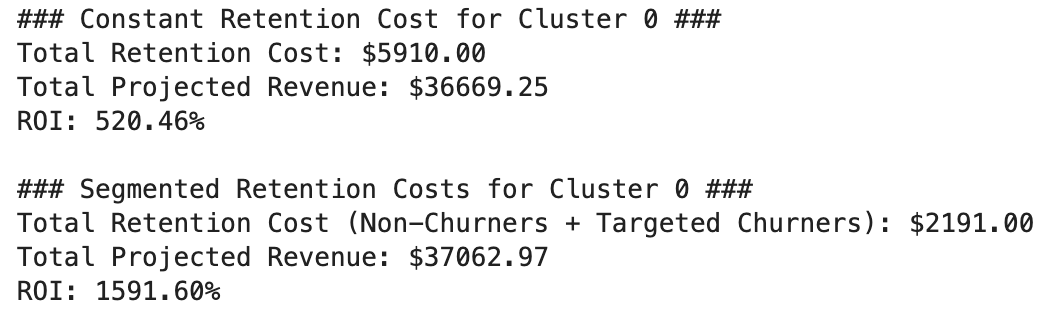 ### Constant Retention Cost for Cluster 0 ###
Total Retention Cost: $5910.00
Total Projected Revenue: $36669.25
ROI: 520.46%
### Segmented Retention Costs for Cluster 0 ###
Total Retention Cost (Non-Churners + Targeted Churners): $2191.00
Total Projected Revenue: $37062.97
ROI: 1591.60%